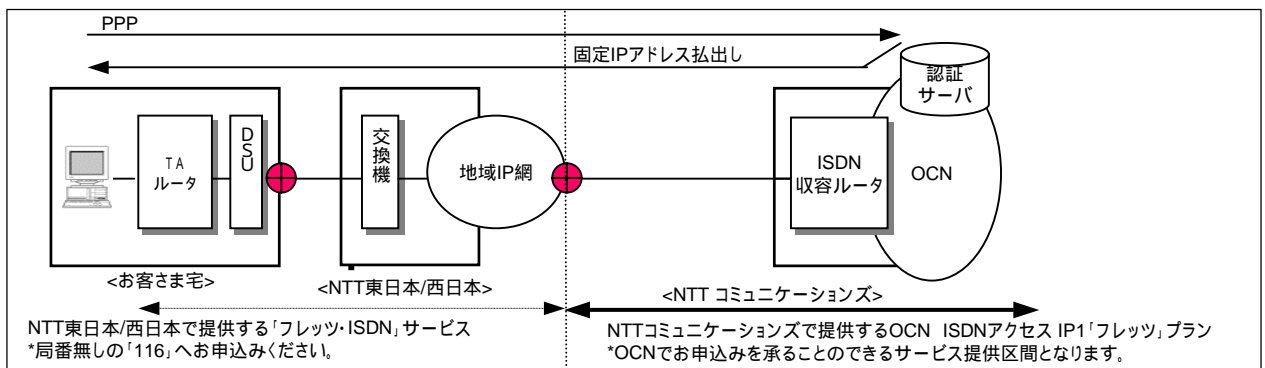 PPP
固定IPアドレス払出し
認証
サーバ
TA
ルータ
DSU
交換機
地域IP網
ISDN
収容ルータ
OCN
<お客さま宅>
<NTT東日本/西日本>
<NTT コミュニケーションズ>
NTT東日本/西日本で提供する「フレッツ・ISDN」サービス
*局番無しの「116」へお申込みください。
NTTコミュニケーションズで提供するOCN ISDNアクセス IP1「フレッツ」プラン
*OCNでお申込みを承ることのできるサービス提供区間となります。